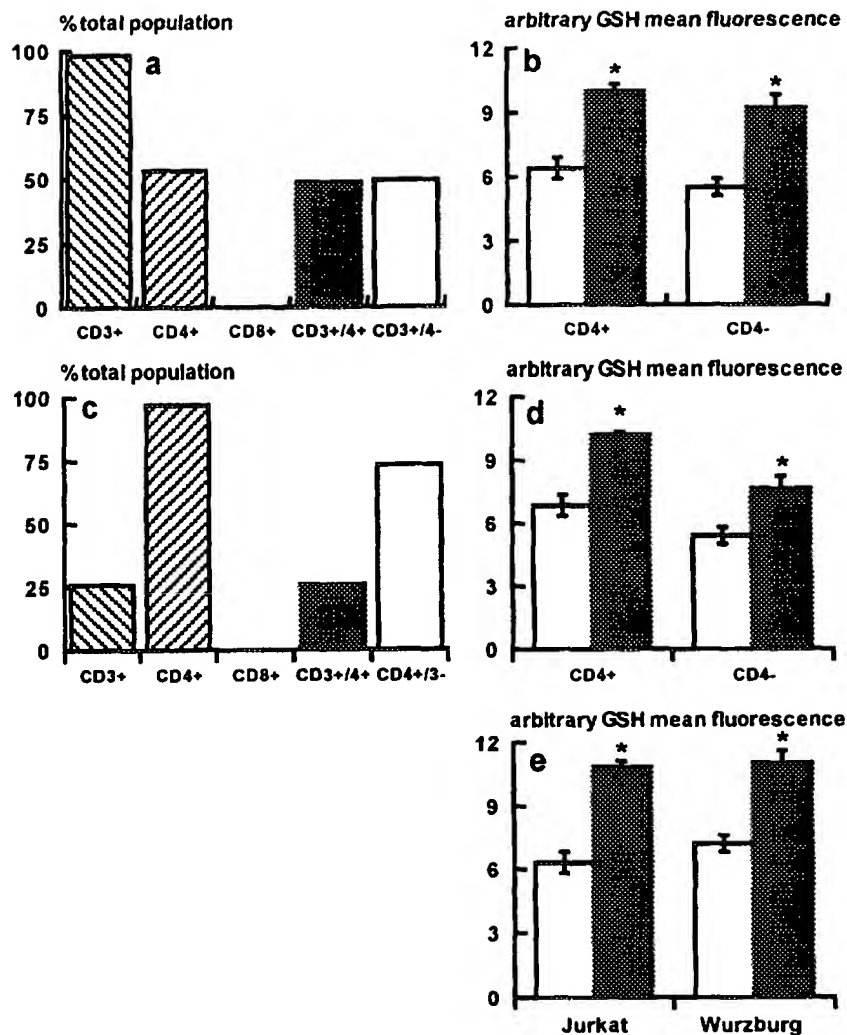 % total population
100
75
50
25
0
a
CD3+ CD4+ CD8+ CD3+/4+ CD3+/4-
arbitrary GSH mean fluorescence
12
9
6
3
0
b
* *
CD4+ CD4-
% total population
100
75
50
25
0
c
CD3+ CD4+ CD8+ CD3+/4+ CD4+/3-
arbitrary GSH mean fluorescence
12
9
6
3
0
d
* *
CD4+ CD4-
arbitrary GSH mean fluorescence
12
9
6
3
0
e
* *
Jurkat Wurzburg